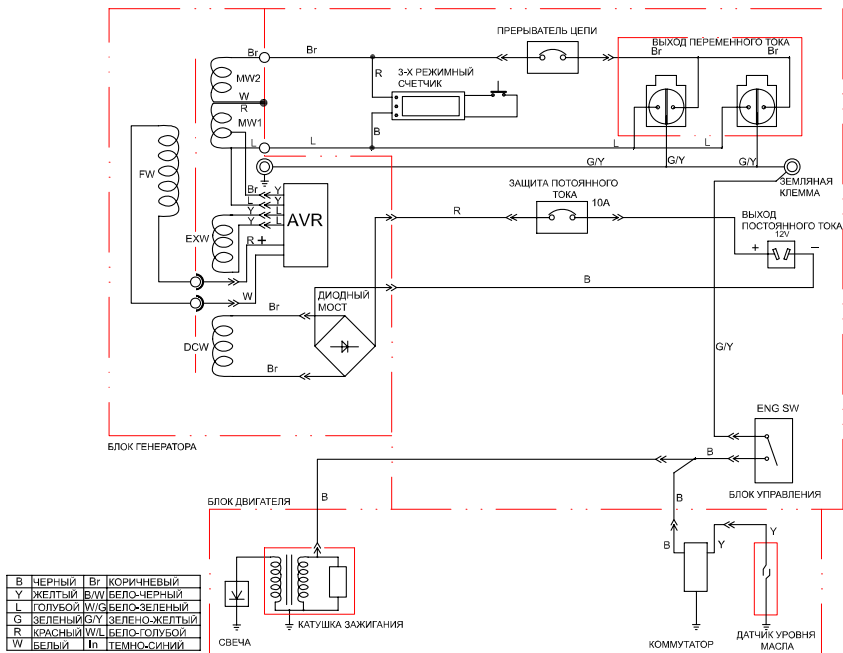 ПРЕРЫВАТЕЛЬ ЦЕПИ
ВЫХОД ПЕРЕМЕННОГО ТОКА
Br
Br
Br
Br
MW2
R
3-Х РЕЖИМНЫЙ
СЧЕТЧИК
W
R
MW1
B
L
L
L
L
G/Y
G/Y
G/Y
FW
ЗЕМЛЯНАЯ
КЛЕММА
Br
Y
L
Y
Y
L
Y
L
AVR
EXW
R +
W
ЗАЩИТА ПОТОЯННОГО
ТОКА
10A
R
ВЫХОД
ПОСТОЯННОГО ТОКА
12V
+
–
B
ДИОДНЫЙ
МОСТ
Br
DCW
Br
G/Y
ENG SW
B
БЛОК ГЕНЕРАТОРА
БЛОК УПРАВЛЕНИЯ
БЛОК ДВИГАТЕЛЯ
B
B
B
Y
Y
СВЕЧА
КАТУШКА ЗАЖИГАНИЯ
КОММУТАТОР
ДАТЧИК УРОВНЯ
МАСЛА
B ЧЕРНЫЙ Br КОРИЧНЕВЫЙ
Y ЖЕЛТЫЙ B/W БЕЛО-ЧЕРНЫЙ
L ГОЛУБОЙ W/G БЕЛО-ЗЕЛЕНЫЙ
G ЗЕЛЕНЫЙ G/Y ЗЕЛЕНО-ЖЕЛТЫЙ
R КРАСНЫЙ W/L БЕЛО-ГОЛУБОЙ
W БЕЛЫЙ In ТЕМНО-СИНИЙ